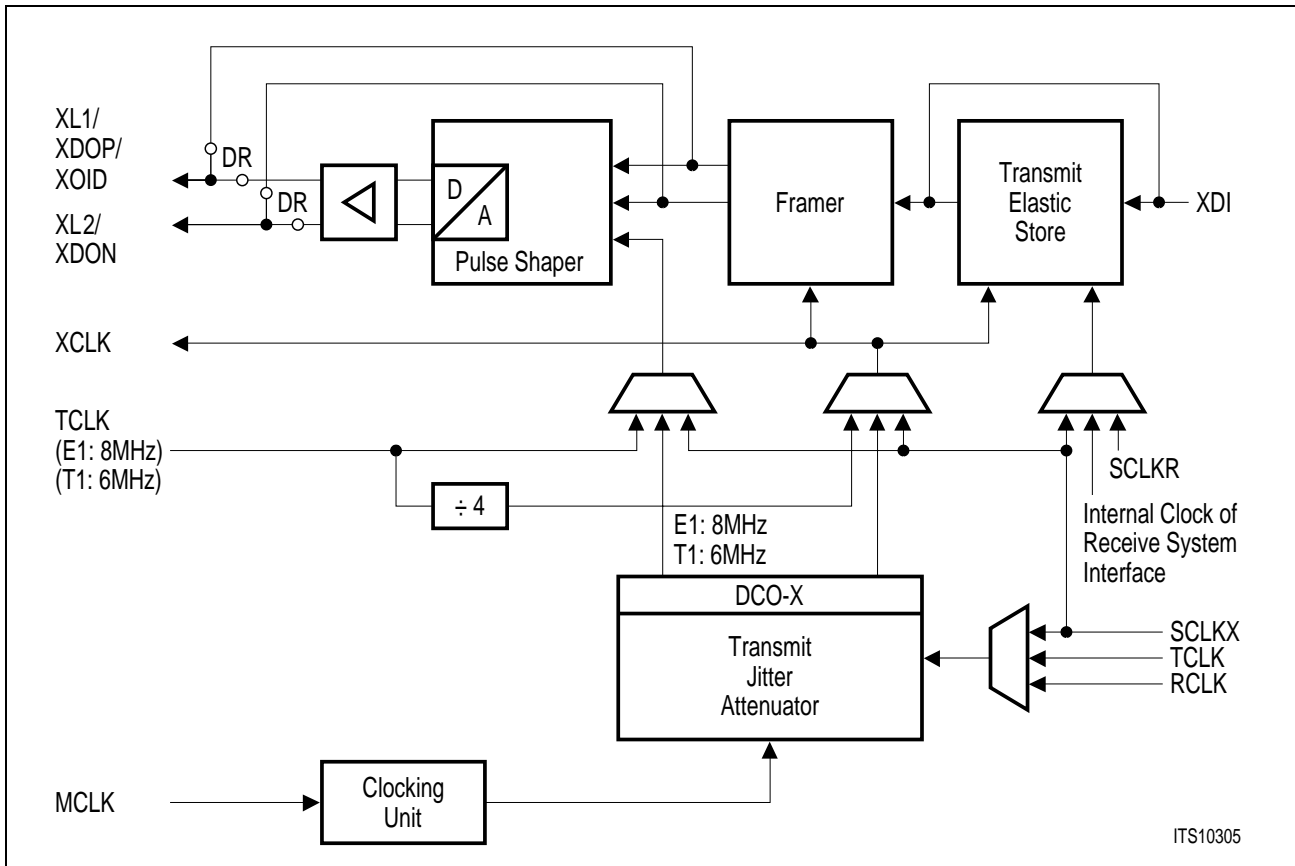 XL1/
XDOP/
XOID
DR
XL2/
XDON
DR
D
A
Pulse Shaper
Framer
Transmit
Elastic
Store
XDI
XCLK
TCLK
(E1: 8MHz)
(T1: 6MHz)
÷ 4
E1: 8MHz
T1: 6MHz
SCLKR
Internal Clock of
Receive System
Interface
DCO-X
Transmit
Jitter
Attenuator
SCLKX
TCLK
RCLK
MCLK
Clocking
Unit
ITS10305